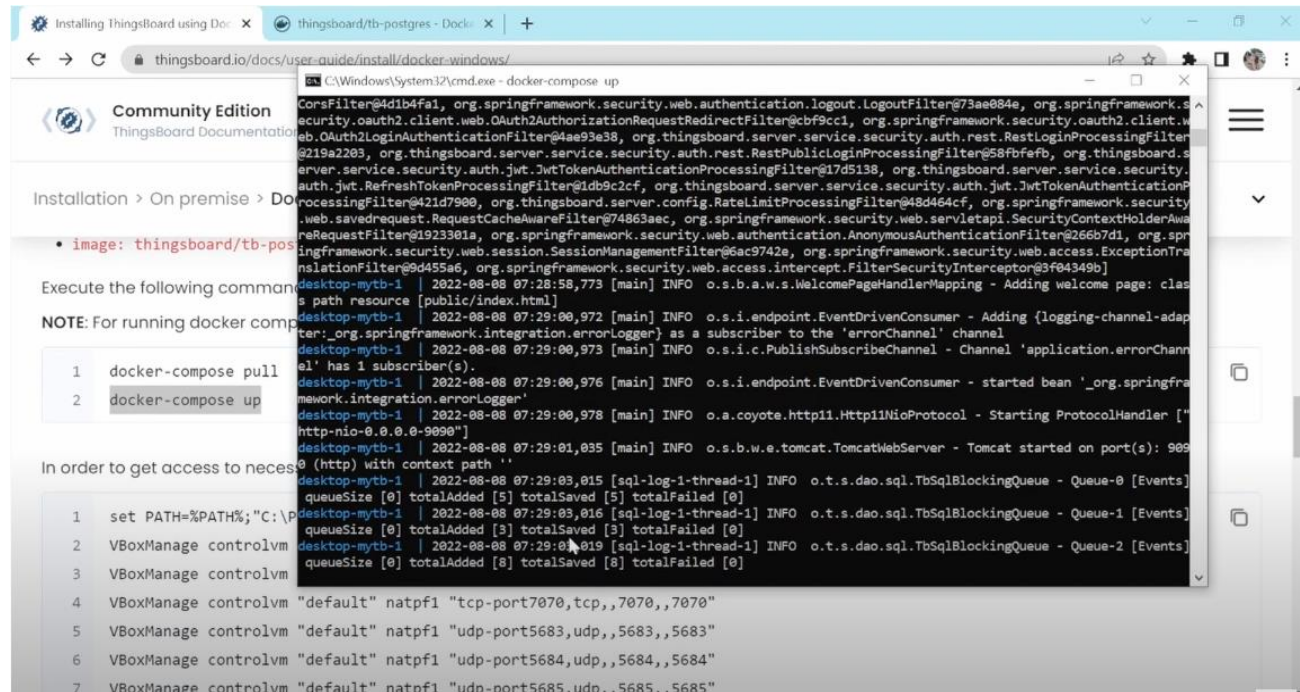 Installing ThingsBoard using Doc
thingsboard/tb-postgres - Docke
thingsboard.io/docs/user-guide/install/docker-windows/
Community Edition
ThingsBoard Documentation
Installation > On premise > Do
• image: thingsboard/tb-pos
Execute the following comman
NOTE: For running docker comp
1 docker-compose pull
2 docker-compose up
In order to get access to neces
1 set PATH=%PATH%;"C:\P
2 VBoxManage controlvm
3 VBoxManage controlvm
4 VBoxManage controlvm "default" natpf1 "tcp-port7070,tcp,,7070,,7070"
5 VBoxManage controlvm "default" natpf1 "udp-port5683,udp,,5683,,5683"
6 VBoxManage controlvm "default" natpf1 "udp-port5684,udp,,5684,,5684"
7 VBoxManage controlvm "default" natpf1 "udp-port5685,udp,,5685,,5685"
C:\Windows\System32\cmd.exe - docker-compose up
CorsFilter@4d1b4fa1, org.springframework.security.web.authentication.logout.LogoutFilter@73ae084e, org.springframework.s
ecurity.oauth2.client.web.OAuth2AuthorizationRequestRedirectFilter@cbf9cc1, org.springframework.security.oauth2.client.w
eb.OAuth2LoginAuthenticationFilter@4ae93e38, org.thingsboard.server.service.security.auth.rest.RestLoginProcessingFilter
@219a2203, org.thingsboard.server.service.security.auth.rest.RestPublicLoginProcessingFilter@58fbfefb, org.thingsboard.s
erver.service.security.auth.jwt.JwtTokenAuthenticationProcessingFilter@17d5138, org.thingsboard.server.service.security.
auth.jwt.RefreshTokenProcessingFilter@1db9c2cf, org.thingsboard.server.service.security.auth.jwt.JwtTokenAuthenticationP
rocessingFilter@421d7900, org.thingsboard.server.config.RateLimitProcessingFilter@48d464cf, org.springframework.security
.web.savedrequest.RequestCacheAwareFilter@74863aec, org.springframework.security.web.servletapi.SecurityContextHolderAwa
reRequestFilter@1923301a, org.springframework.security.web.authentication.AnonymousAuthenticationFilter@266b7d1, org.spr
ingframework.security.web.session.SessionManagementFilter@6ac9742e, org.springframework.security.web.access.ExceptionTra
nslationFilter@9d455a6, org.springframework.security.web.access.intercept.FilterSecurityInterceptor@3f04349b]
desktop-mytb-1 | 2022-08-08 07:28:58,773 [main] INFO o.s.b.a.w.s.WelcomePageHandlerMapping - Adding welcome page: clas
s path resource [public/index.html]
desktop-mytb-1 | 2022-08-08 07:29:00,972 [main] INFO o.s.i.endpoint.EventDrivenConsumer - Adding {logging-channel-adap
ter:_org.springframework.integration.errorLogger} as a subscriber to the 'errorChannel' channel
desktop-mytb-1 | 2022-08-08 07:29:00,973 [main] INFO o.s.i.c.PublishSubscribeChannel - Channel 'application.errorChann
el' has 1 subscriber(s).
desktop-mytb-1 | 2022-08-08 07:29:00,976 [main] INFO o.s.i.endpoint.EventDrivenConsumer - started bean '_org.springfra
mework.integration.errorLogger'
desktop-mytb-1 | 2022-08-08 07:29:00,978 [main] INFO o.a.coyote.http11.Http11NioProtocol - Starting ProtocolHandler ["
http-nio-0.0.0.0-9090"]
desktop-mytb-1 | 2022-08-08 07:29:01,035 [main] INFO o.s.b.w.e.tomcat.TomcatWebServer - Tomcat started on port(s): 909
0 (http) with context path ''
desktop-mytb-1 | 2022-08-08 07:29:03,015 [sql-log-1-thread-1] INFO o.t.s.dao.sql.TbSqlBlockingQueue - Queue-0 [Events]
queueSize [0] totalAdded [5] totalSaved [5] totalFailed [0]
desktop-mytb-1 | 2022-08-08 07:29:03,016 [sql-log-1-thread-1] INFO o.t.s.dao.sql.TbSqlBlockingQueue - Queue-1 [Events]
queueSize [0] totalAdded [3] totalSaved [3] totalFailed [0]
desktop-mytb-1 | 2022-08-08 07:29:03,019 [sql-log-1-thread-1] INFO o.t.s.dao.sql.TbSqlBlockingQueue - Queue-2 [Events]
queueSize [0] totalAdded [8] totalSaved [8] totalFailed [0]